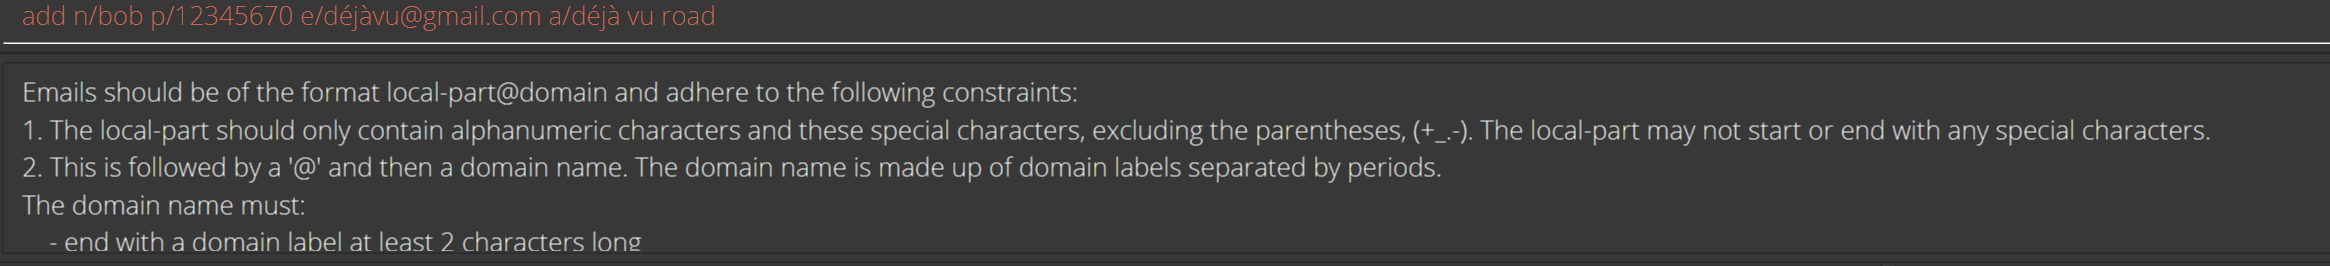 add n/bob p/12345670 e/déjàvu@gmail.com a/déjà vu road
Emails should be of the format local-part@domain and adhere to the following constraints:
1. The local-part should only contain alphanumeric characters and these special characters, excluding the parentheses, (+_.-). The local-part may not start or end with any special characters.
2. This is followed by a '@' and then a domain name. The domain name is made up of domain labels separated by periods.
The domain name must:
- end with a domain label at least 2 characters long